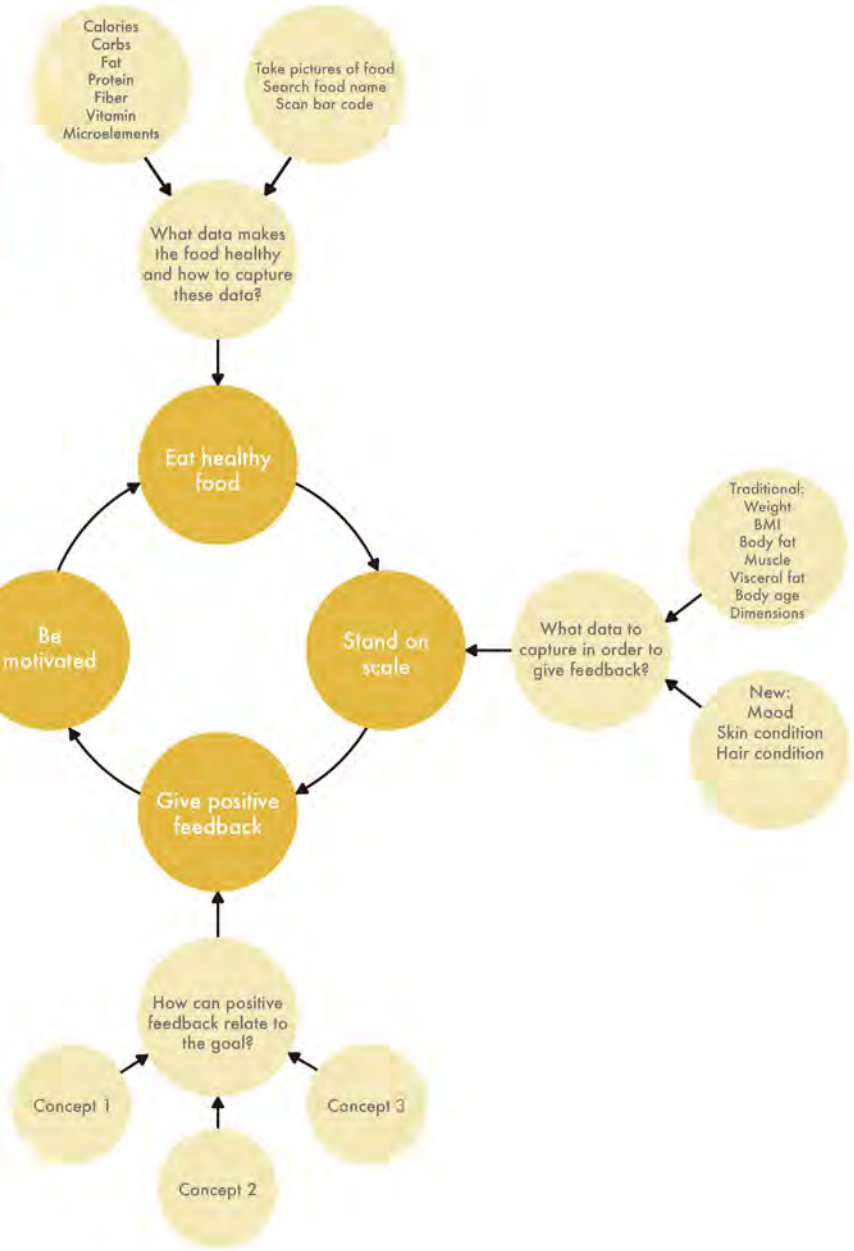 Calories
Carbs
Fat
Protein
Fiber
Vitamin
Microelements
Take pictures of food
Search food name
Scan bar code
What data makes
the food healthy
and how to capture
these data?
Eat healthy
food
Be
motivated
Stand on
scale
Give positive
feedback
What data to
capture in order to
give feedback?
Traditional:
Weight
BMI
Body fat
Muscle
Visceral fat
Body age
Dimensions
New:
Mood
Skin condition
Hair condition
How can positive
feedback relate to
the goal?
Concept 1
Concept 2
Concept 3